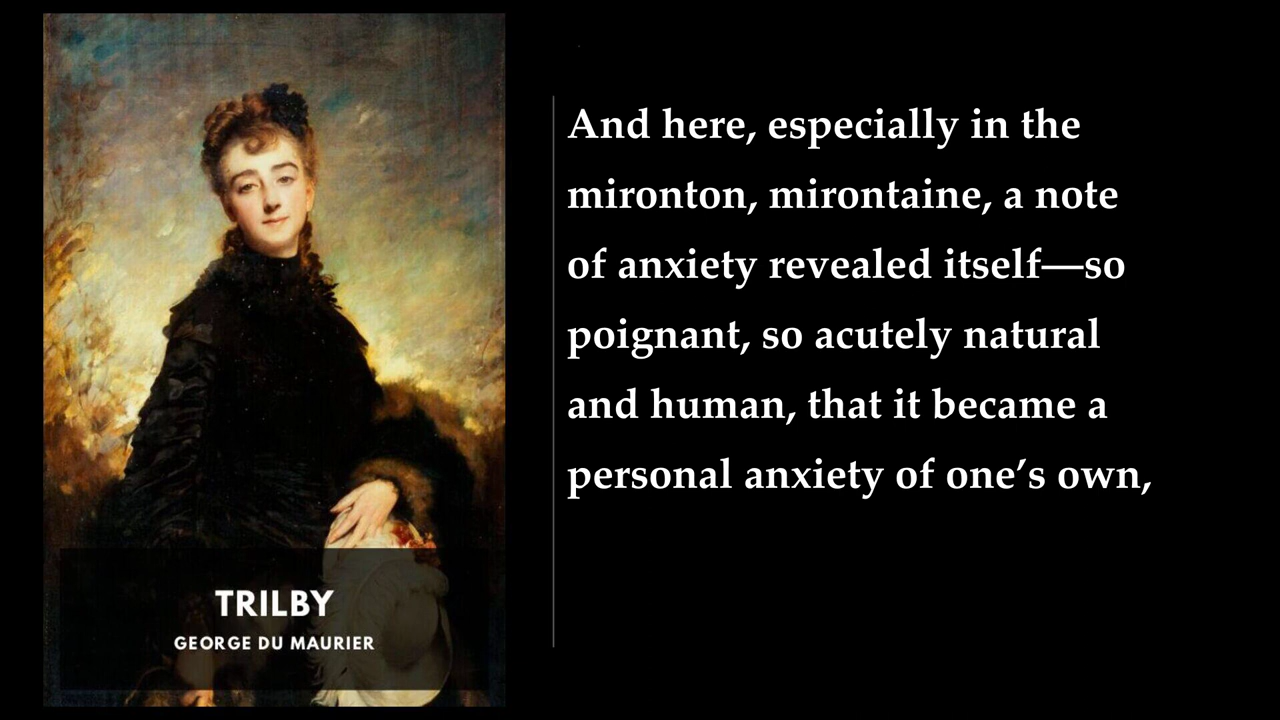 TRILBY
GEORGE DU MAURIER
And here, especially in the
mironton, mirontaine, a note
of anxiety revealed itself—so
poignant, so acutely natural
and human, that it became a
personal anxiety of one’s own,